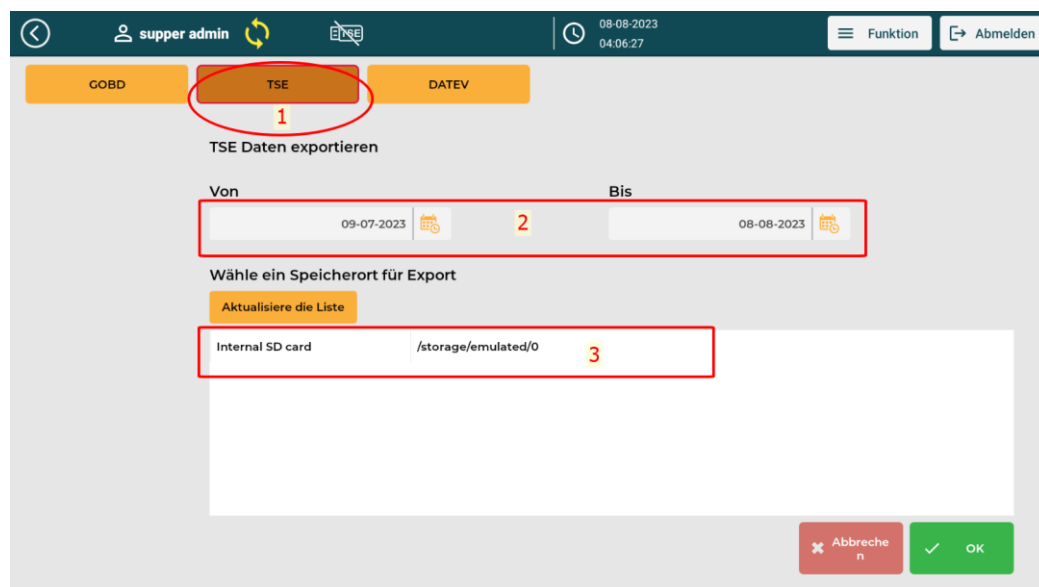 supper admin
TSE
08-08-2023
04:06:27
Funktion
Abmelden
GOBD
TSE
DATEV
1
TSE Daten exportieren
Von
Bis
09-07-2023
2
08-08-2023
Wähle ein Speicherort für Export
Aktualisiere die Liste
Internal SD card
/storage/emulated/0
3
Abbreche
n
OK